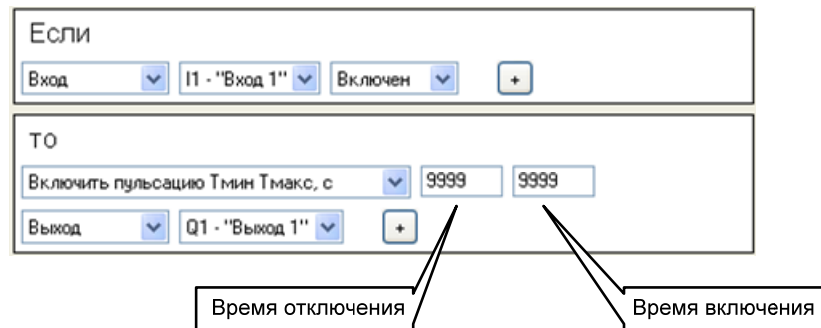 Если
Вход I1 - "Вход 1" Включен +
то
Включить пульсацию Тмин Тмакс, с 9999 9999
Выход Q1 - "Выход 1" +
Время отключения Время включения